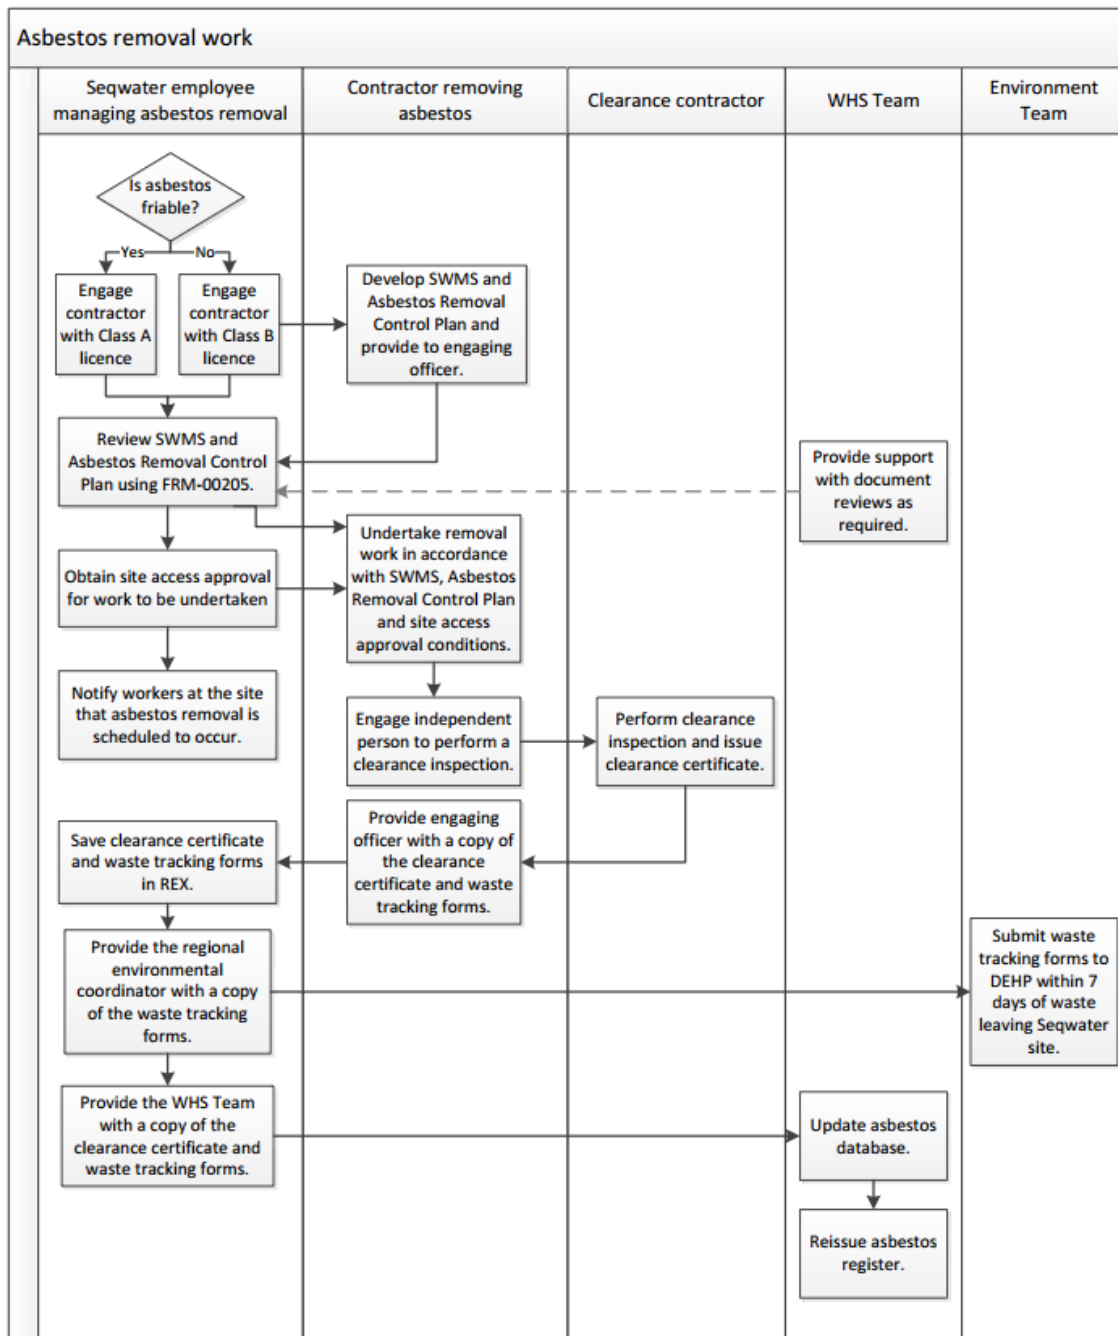 Asbestos removal work
Seqwater employee
managing asbestos removal
Contractor removing
asbestos
Clearance contractor
WHS Team
Environment
Team
Is asbestos
friable?
Yes
No
Engage
contractor
with Class A
licence
Engage
contractor
with Class B
licence
Develop SWMS and
Asbestos Removal
Control Plan and
provide to engaging
officer.
Review SWMS and
Asbestos Removal Control
Plan using FRM-00205.
Provide support
with document
reviews as
required.
Undertake removal
work in accordance
with SWMS, Asbestos
Removal Control Plan
and site access
approval conditions.
Obtain site access approval
for work to be undertaken
Notify workers at the site
that asbestos removal is
scheduled to occur.
Engage independent
person to perform a
clearance inspection.
Perform clearance
inspection and issue
clearance certificate.
Provide engaging
officer with a copy of
the clearance
certificate and waste
tracking forms.
Save clearance certificate
and waste tracking forms
in REX.
Provide the regional
environmental
coordinator with a copy
of the waste tracking
forms.
Submit waste
tracking forms to
DEHP within 7
days of waste
leaving Seqwater
site.
Provide the WHS Team
with a copy of the
clearance certificate and
waste tracking forms.
Update asbestos
database.
Reissue asbestos
register.